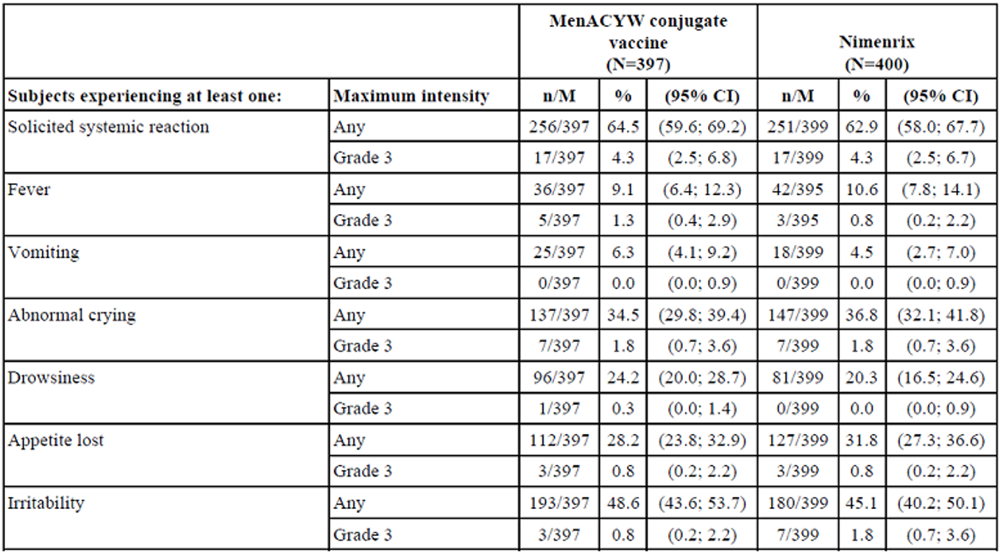 MenACYW conjugate
vaccine
(N=397)
Nimenrix
(N=400)
Subjects experiencing at least one: Maximum intensity n/M % (95% CI) n/M % (95% CI)
Solicited systemic reaction Any 256/397 64.5 (59.6; 69.2) 251/399 62.9 (58.0; 67.7)
Grade 3 17/397 4.3 (2.5; 6.8) 17/399 4.3 (2.5; 6.7)
Fever Any 36/397 9.1 (6.4; 12.3) 42/395 10.6 (7.8; 14.1)
Grade 3 5/397 1.3 (0.4; 2.9) 3/395 0.8 (0.2; 2.2)
Vomiting Any 25/397 6.3 (4.1; 9.2) 18/399 4.5 (2.7; 7.0)
Grade 3 0/397 0.0 (0.0; 0.9) 0/399 0.0 (0.0; 0.9)
Abnormal crying Any 137/397 34.5 (29.8; 39.4) 147/399 36.8 (32.1; 41.8)
Grade 3 7/397 1.8 (0.7; 3.6) 7/399 1.8 (0.7; 3.6)
Drowsiness Any 96/397 24.2 (20.0; 28.7) 81/399 20.3 (16.5; 24.6)
Grade 3 1/397 0.3 (0.0; 1.4) 0/399 0.0 (0.0; 0.9)
Appetite lost Any 112/397 28.2 (23.8; 32.9) 127/399 31.8 (27.3; 36.6)
Grade 3 3/397 0.8 (0.2; 2.2) 3/399 0.8 (0.2; 2.2)
Irritability Any 193/397 48.6 (43.6; 53.7) 180/399 45.1 (40.2; 50.1)
Grade 3 3/397 0.8 (0.2; 2.2) 7/399 1.8 (0.7; 3.6)